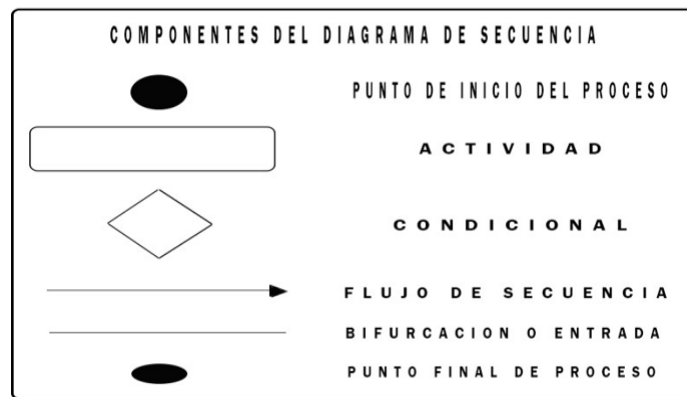 COMPONENTES DEL DIAGRAMA DE SECUENCIA
PUNTO DE INICIO DEL PROCESO
ACTIVIDAD
CONDICIONAL
FLUJO DE SECUENCIA
BIFURCACION O ENTRADA
PUNTO FINAL DE PROCESO